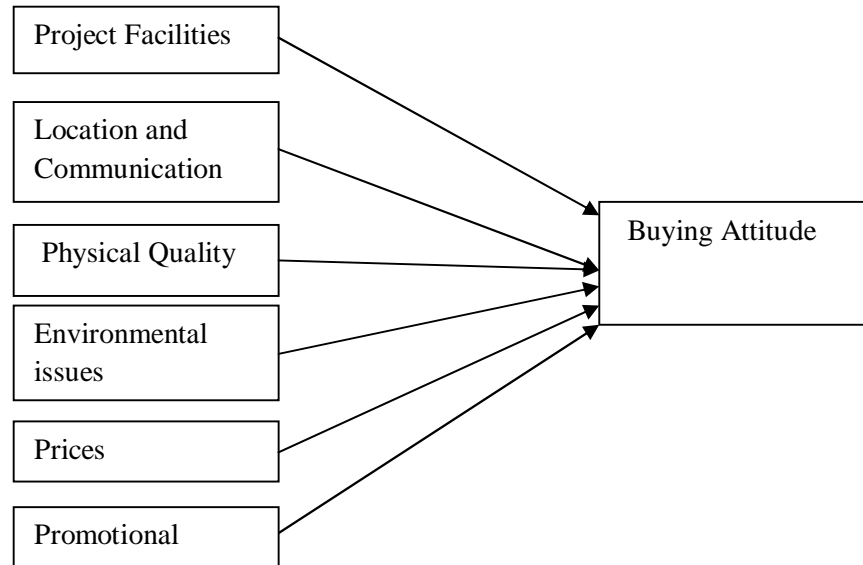 Project Facilities
Location and
Communication
Physical Quality
Environmental
issues
Prices
Promotional
Buying Attitude